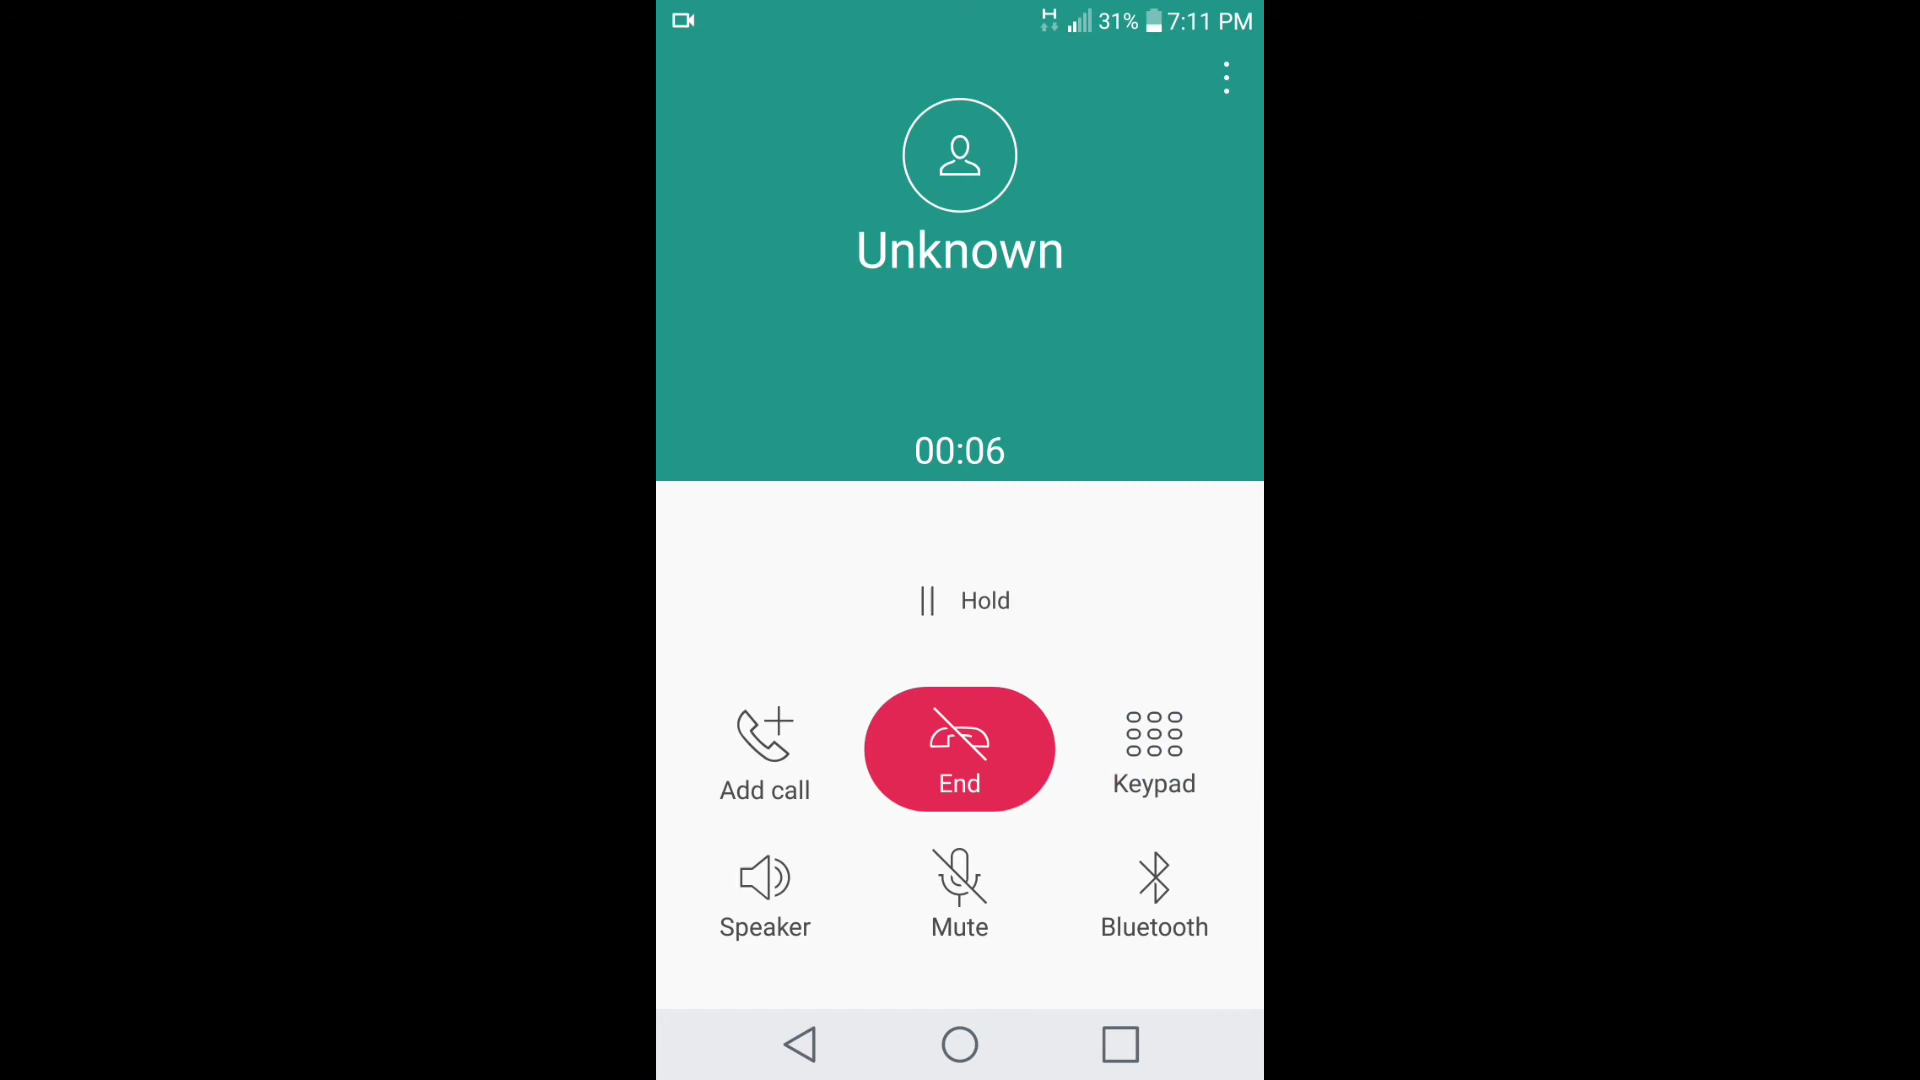 H 31% 7:11 PM
Unknown
00:06
Hold
Add call
End
Keypad
Speaker
Mute
Bluetooth